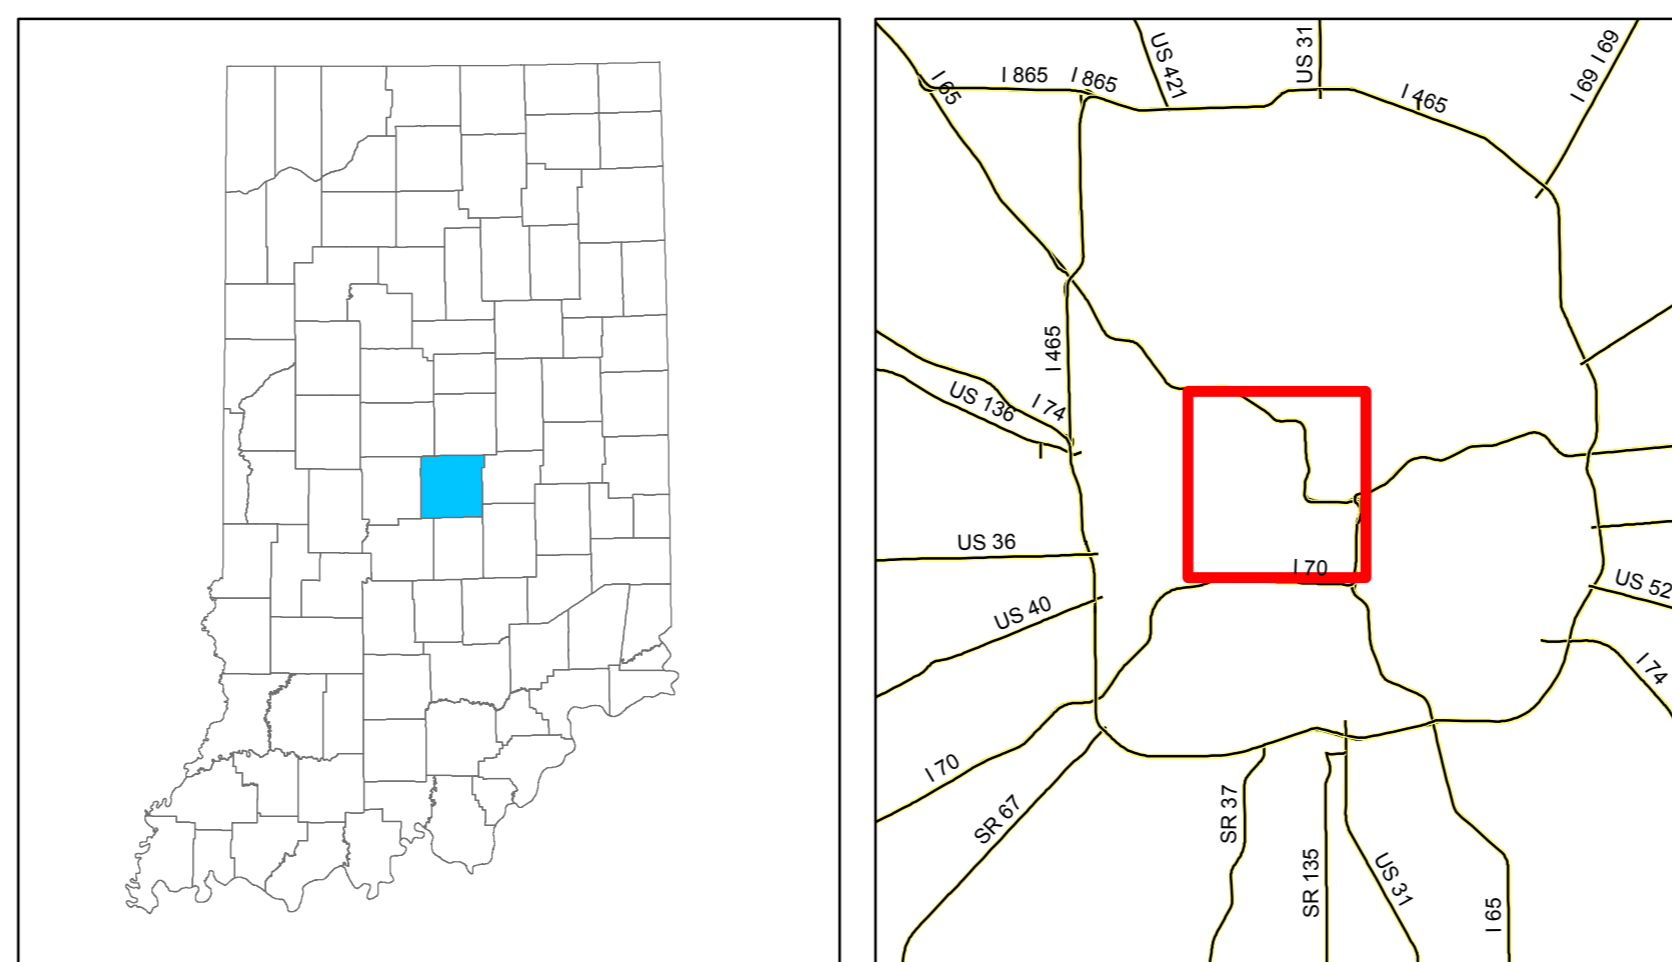 I 65
I 865
I 865
US 421
US 31
I 465
I 69
I 69
I 465
US 136
I 74
US 36
I 70
US 40
US 52
I 74
I 70
SR 67
SR 37
SR 135
US 31
I 65